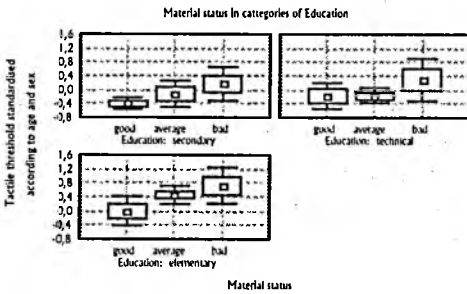 Material status in cattegories of Education
Tactile threshold standardised
according to age and sex
1,6
1,2
0,8
0,4
0,0
-0,4
-0,8
good average bad
Education: secondary
good average bad
Education: technical
1,6
1,2
0,8
0,4
0,0
-0,4
-0,8
good average bad
Education: elementary
Material status